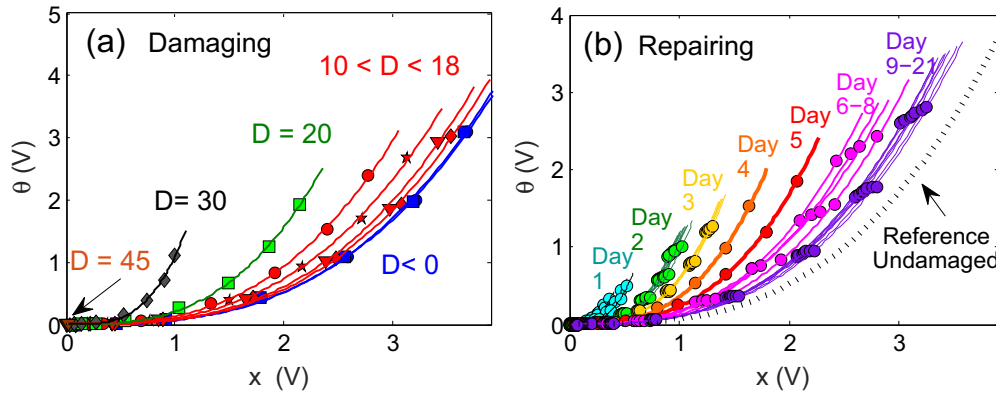 (a) Damaging
10 < D < 18
D = 20
D= 30
D = 45
D< 0
θ (V)
5
4
3
2
1
0
0 1 2 3
x (V)
(b) Repairing
Day
9−21
Day
6−8
Day
5
Day
4
Day
3
Day
2
Day
1
Reference
Undamaged
θ (V)
4
3
2
1
0
0 1 2 3
x (V)